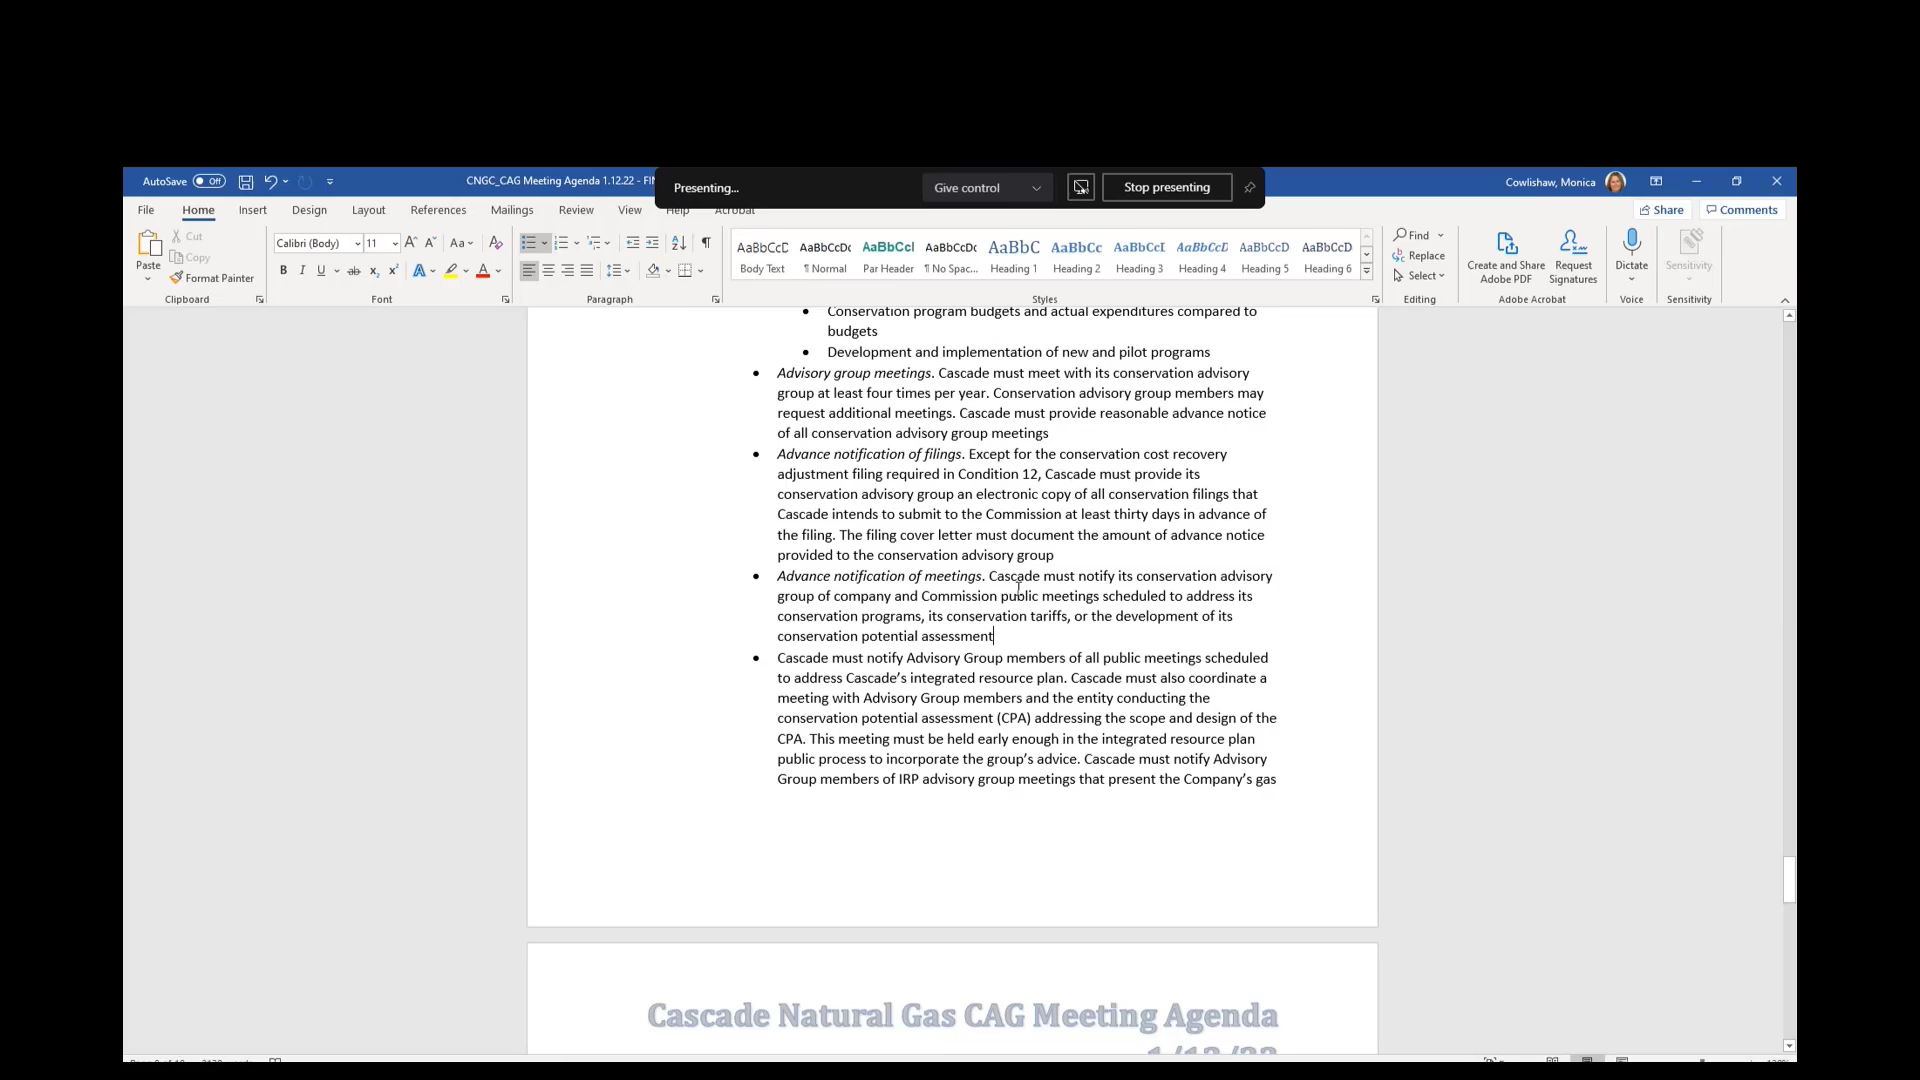 AutoSave Off
CNGC_CAG Meeting Agenda 1.12.22 - FI
Presenting...
Give control
Stop presenting
Cowlishaw, Monica
File Home Insert Design Layout References Mailings Review View Help Acrobat
Share
Comments
Paste
Cut
Copy
Format Painter
Clipboard
Calibri (Body) 11
Font
Paragraph
AaBbCcD AaBbCcDc AaBbCcI AaBbCcDc AaBbC AaBbCc AaBbCcI AaBbCcD AaBbCcD AaBbCcD
Body Text ¶ Normal Par Header ¶ No Spac... Heading 1 Heading 2 Heading 3 Heading 4 Heading 5 Heading 6
Styles
Find
Replace
Select
Editing
Create and Share
Adobe PDF
Request
Signatures
Adobe Acrobat
Dictate
Voice
Sensitivity
Sensitivity
• Conservation program budgets and actual expenditures compared to
budgets
• Development and implementation of new and pilot programs
• Advisory group meetings. Cascade must meet with its conservation advisory
group at least four times per year. Conservation advisory group members may
request additional meetings. Cascade must provide reasonable advance notice
of all conservation advisory group meetings
• Advance notification of filings. Except for the conservation cost recovery
adjustment filing required in Condition 12, Cascade must provide its
conservation advisory group an electronic copy of all conservation filings that
Cascade intends to submit to the Commission at least thirty days in advance of
the filing. The filing cover letter must document the amount of advance notice
provided to the conservation advisory group
• Advance notification of meetings. Cascade must notify its conservation advisory
group of company and Commission public meetings scheduled to address its
conservation programs, its conservation tariffs, or the development of its
conservation potential assessment
• Cascade must notify Advisory Group members of all public meetings scheduled
to address Cascade’s integrated resource plan. Cascade must also coordinate a
meeting with Advisory Group members and the entity conducting the
conservation potential assessment (CPA) addressing the scope and design of the
CPA. This meeting must be held early enough in the integrated resource plan
public process to incorporate the group’s advice. Cascade must notify Advisory
Group members of IRP advisory group meetings that present the Company’s gas
Cascade Natural Gas CAG Meeting Agenda